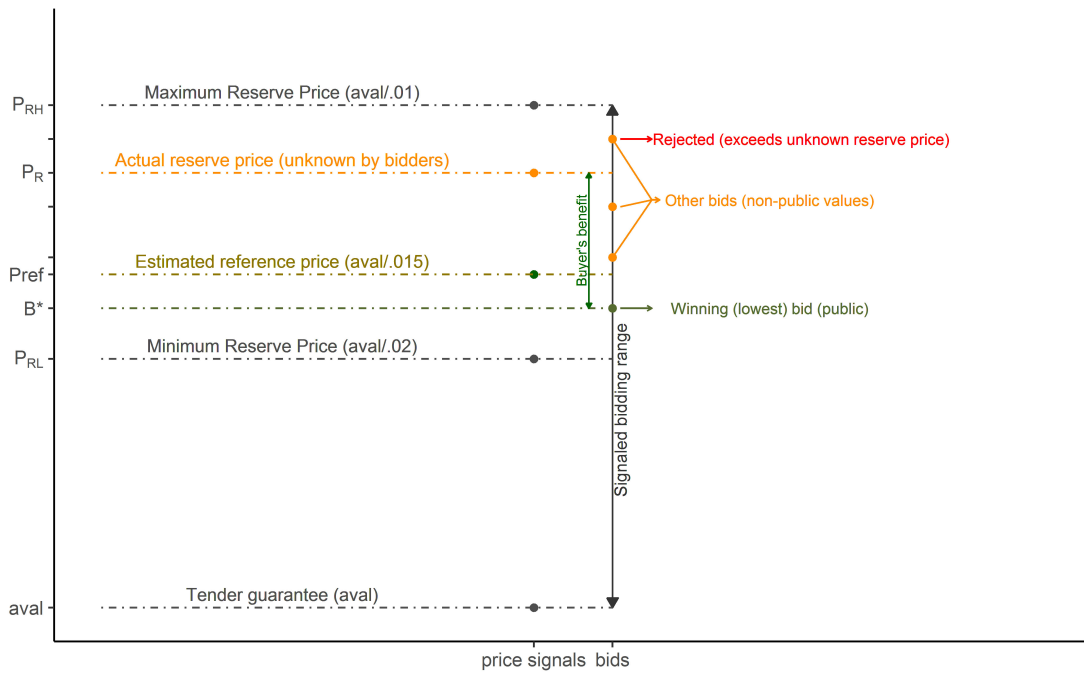 Maximum Reserve Price (aval/.01)
PRH
Rejected (exceeds unknown reserve price)
Actual reserve price (unknown by bidders)
PR
Other bids (non-public values)
Buyer's benefit
Estimated reference price (aval/.015)
Pref
B*
Winning (lowest) bid (public)
Minimum Reserve Price (aval/.02)
PRL
Signaled bidding range
Tender guarantee (aval)
aval
price signals
bids